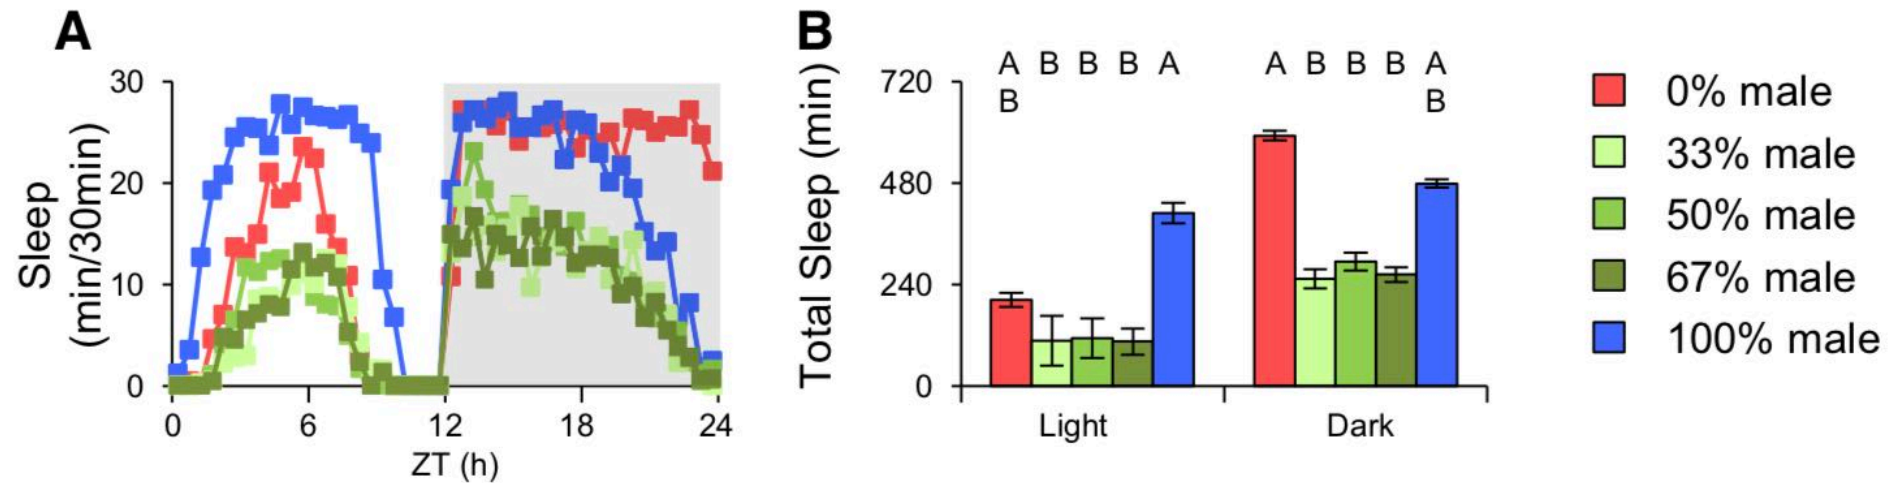 A
Sleep
(min/30min)
30
20
10
0
0 6 12 18 24
ZT (h)
B
Total Sleep (min)
720
480
240
0
A B B B A
B
A B B B A
B
Light Dark
0% male
33% male
50% male
67% male
100% male